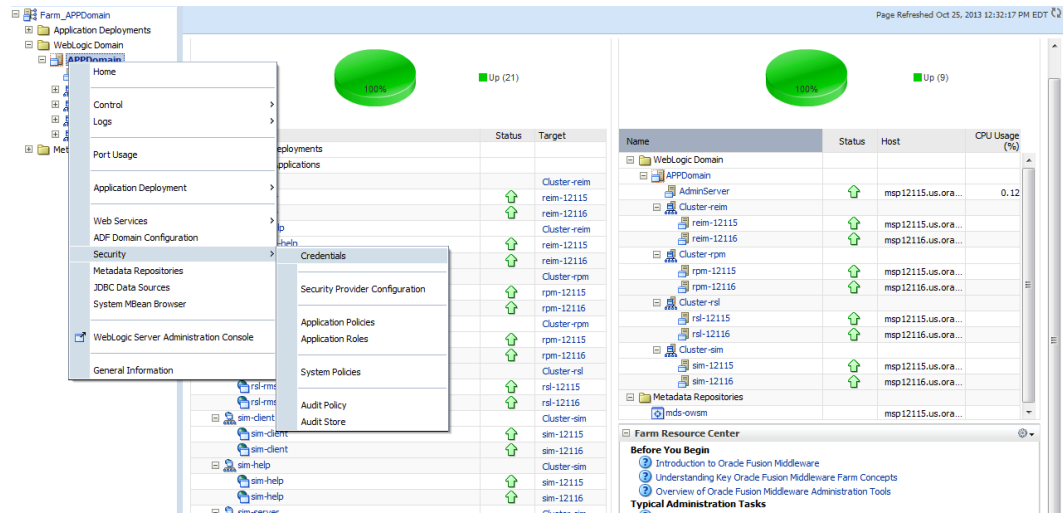 Farm_APPDomain
Application Deployments
WebLogic Domain
APPDomain
Met
Home
Control
Logs
Port Usage
Application Deployment
Web Services
ADF Domain Configuration
Security
Metadata Repositories
JDBC Data Sources
System MBean Browser
WebLogic Server Administration Console
General Information
Credentials
Security Provider Configuration
Application Policies
Application Roles
System Policies
Audit Policy
Audit Store
Page Refreshed Oct 25, 2013 12:32:17 PM EDT
100%
Up (21)
Status Target
eployments
pplications
Cluster-reim
reim-12115
reim-12116
lp Cluster-reim
-help reim-12115
reim-12116
Cluster-rpm
rpm-12115
rpm-12116
Cluster-rpm
rpm-12115
rpm-12116
Cluster-rsl
rsl-rms rsl-12115
rsl-rms rsl-12116
sim-client Cluster-sim
sim-client sim-12115
sim-client sim-12116
sim-help Cluster-sim
sim-help sim-12115
sim-help sim-12116
sim-server Cluster-sim
100%
Up (9)
Name Status Host CPU Usage (%)
WebLogic Domain
APPDomain
AdminServer msp12115.us.ora... 0.12
Cluster-reim
reim-12115 msp12115.us.ora...
reim-12116 msp12116.us.ora...
Cluster-rpm
rpm-12115 msp12115.us.ora...
rpm-12116 msp12116.us.ora...
Cluster-rsl
rsl-12115 msp12115.us.ora...
rsl-12116 msp12116.us.ora...
Cluster-sim
sim-12115 msp12115.us.ora...
sim-12116 msp12116.us.ora...
Metadata Repositories
mds-owsm msp12115.us.ora...
Farm Resource Center
Before You Begin
Introduction to Oracle Fusion Middleware
Understanding Key Oracle Fusion Middleware Farm Concepts
Overview of Oracle Fusion Middleware Administration Tools
Typical Administration Tasks